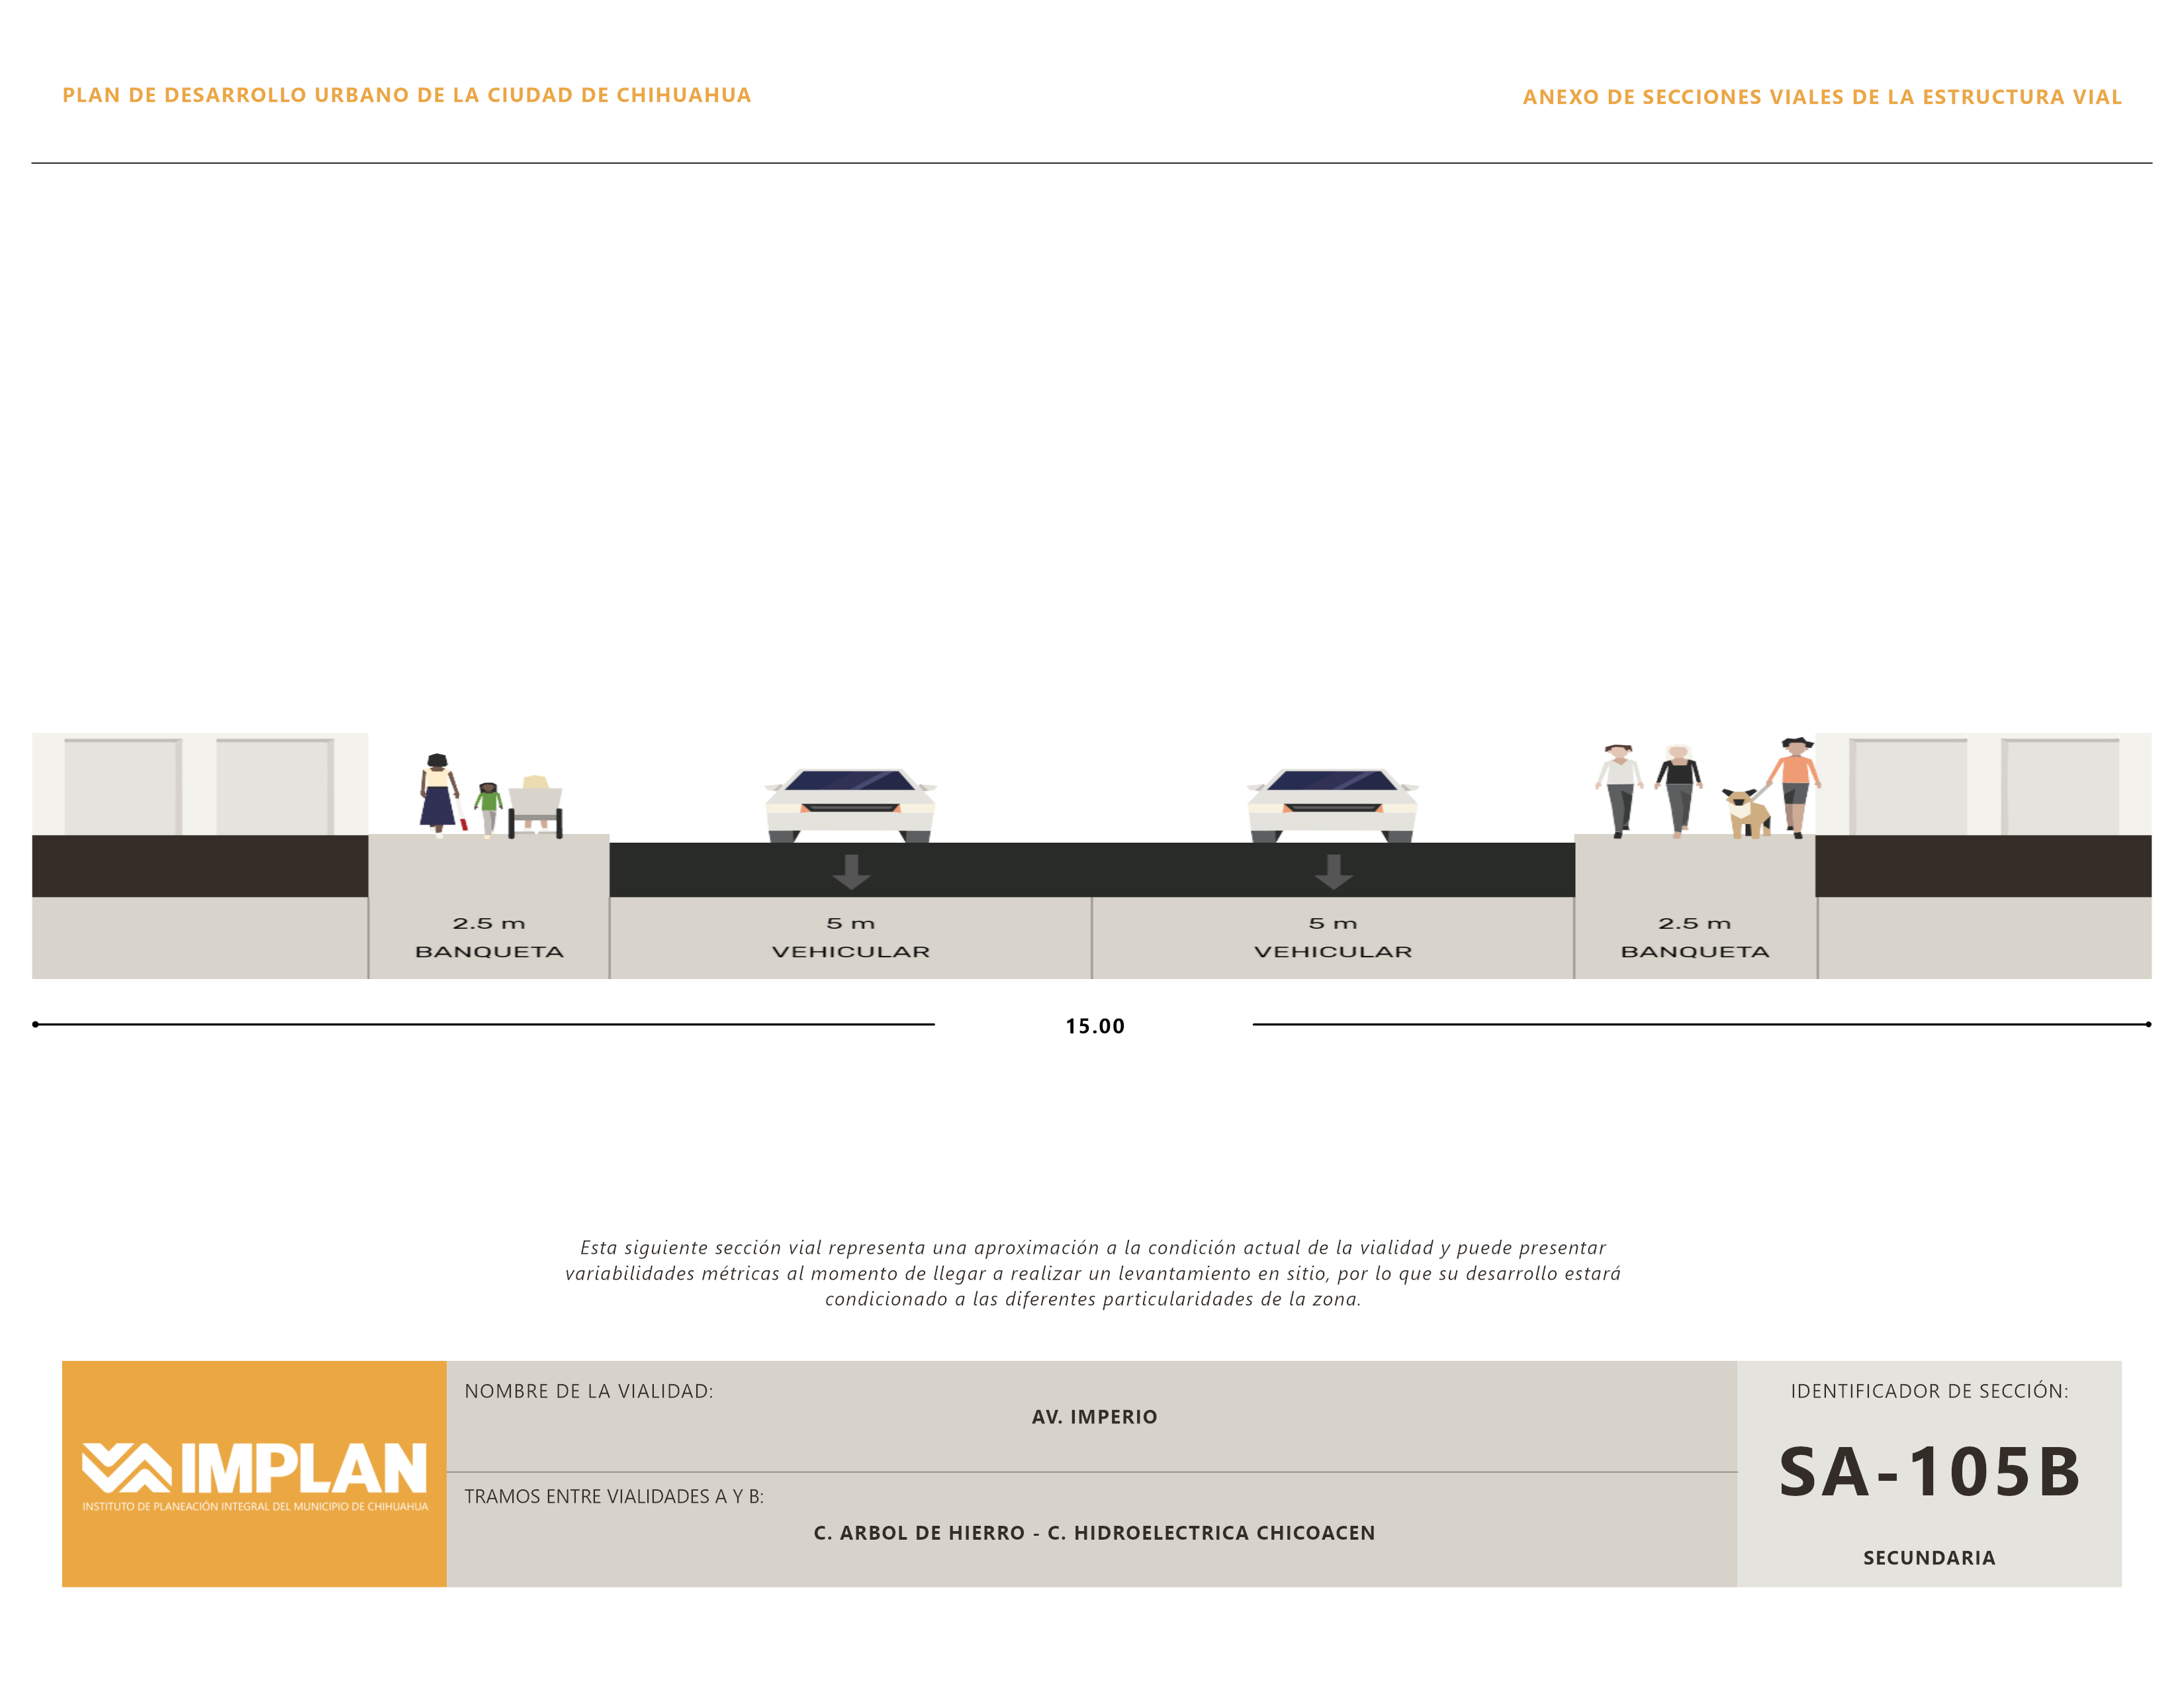 PLAN DE DESARROLLO URBANO DE LA CIUDAD DE CHIHUAHUA
ANEXO DE SECCIONES VIALES DE LA ESTRUCTURA VIAL
2.5 m
BANQUETA
5 m
VEHICULAR
5 m
VEHICULAR
2.5 m
BANQUETA
15.00
Esta siguiente sección vial representa una aproximación a la condición actual de la vialidad y puede presentar
variabilidades métricas al momento de llegar a realizar un levantamiento en sitio, por lo que su desarrollo estará
condicionado a las diferentes particularidades de la zona.
IMPLAN
INSTITUTO DE PLANEACIÓN INTEGRAL DEL MUNICIPIO DE CHIHUAHUA
NOMBRE DE LA VIALIDAD:
AV. IMPERIO
TRAMOS ENTRE VIALIDADES A Y B:
C. ARBOL DE HIERRO - C. HIDROELECTRICA CHICOACEN
IDENTIFICADOR DE SECCIÓN:
SA-105B
SECUNDARIA